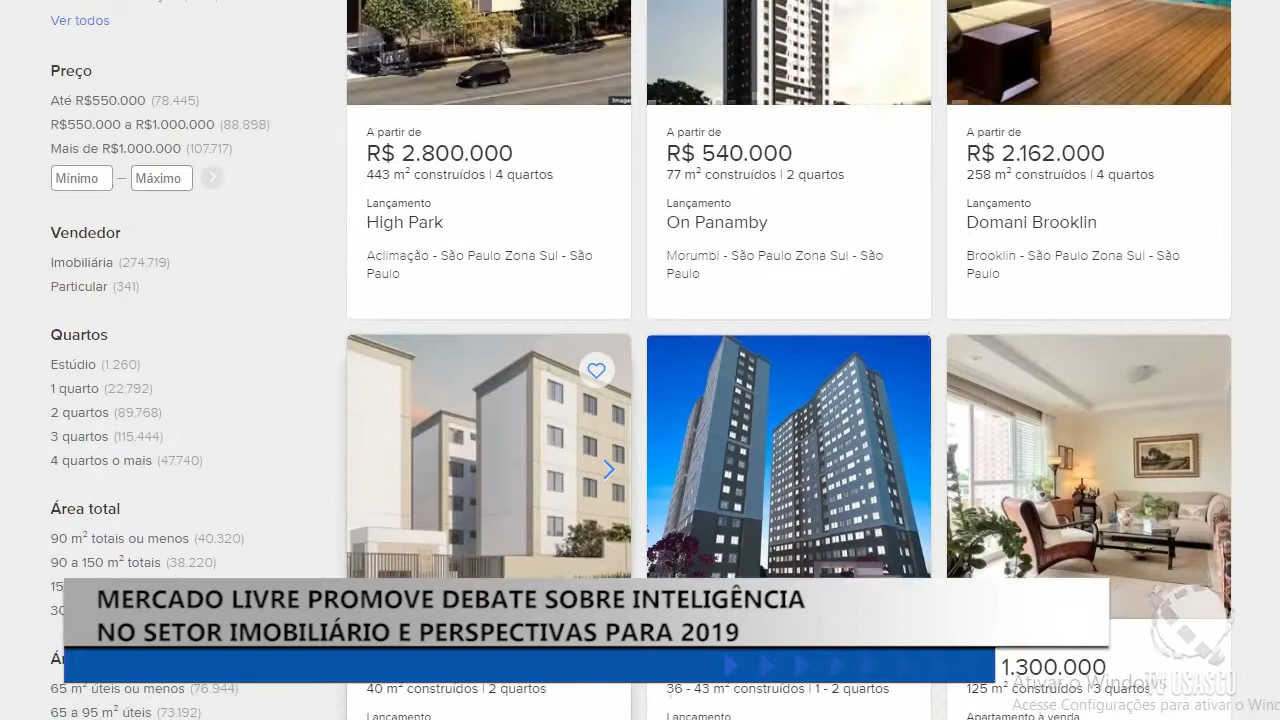 Ver todos
Preço
Até R$550.000 (78.445)
R$550.000 a R$1.000.000 (88.898)
Mais de R$1.000.000 (107.717)
Mínimo – Máximo
Vendedor
Imobiliária (274.719)
Particular (341)
Quartos
Estúdio (1.260)
1 quarto (22.792)
2 quartos (89.768)
3 quartos (115.444)
4 quartos o mais (47.740)
Área total
90 m² totais ou menos (40.320)
90 a 150 m² totais (38.220)
15
30
65 m² úteis ou menos (76.944)
65 a 95 m² úteis (73.192)
A partir de
R$ 2.800.000
443 m² construídos | 4 quartos
Lançamento
High Park
Aclimação - São Paulo Zona Sul - São
Paulo
A partir de
R$ 540.000
77 m² construídos | 2 quartos
Lançamento
On Panamby
Morumbi - São Paulo Zona Sul - São
Paulo
A partir de
R$ 2.162.000
258 m² construídos | 4 quartos
Lançamento
Domani Brooklin
Brooklin - São Paulo Zona Sul - São
Paulo
MERCADO LIVRE PROMOVE DEBATE SOBRE INTELIGÊNCIA
NO SETOR IMOBILIÁRIO E PERSPECTIVAS PARA 2019
40 m² construídos | 2 quartos
Lançamento
36 - 43 m² construídos | 1 - 2 quartos
Lançamento
1.300.000
125 m² construídos | 3 quartos
Apartamento à venda
Ativar o Windows
Acesse Configurações para ativar o Wind
TV OSASCO